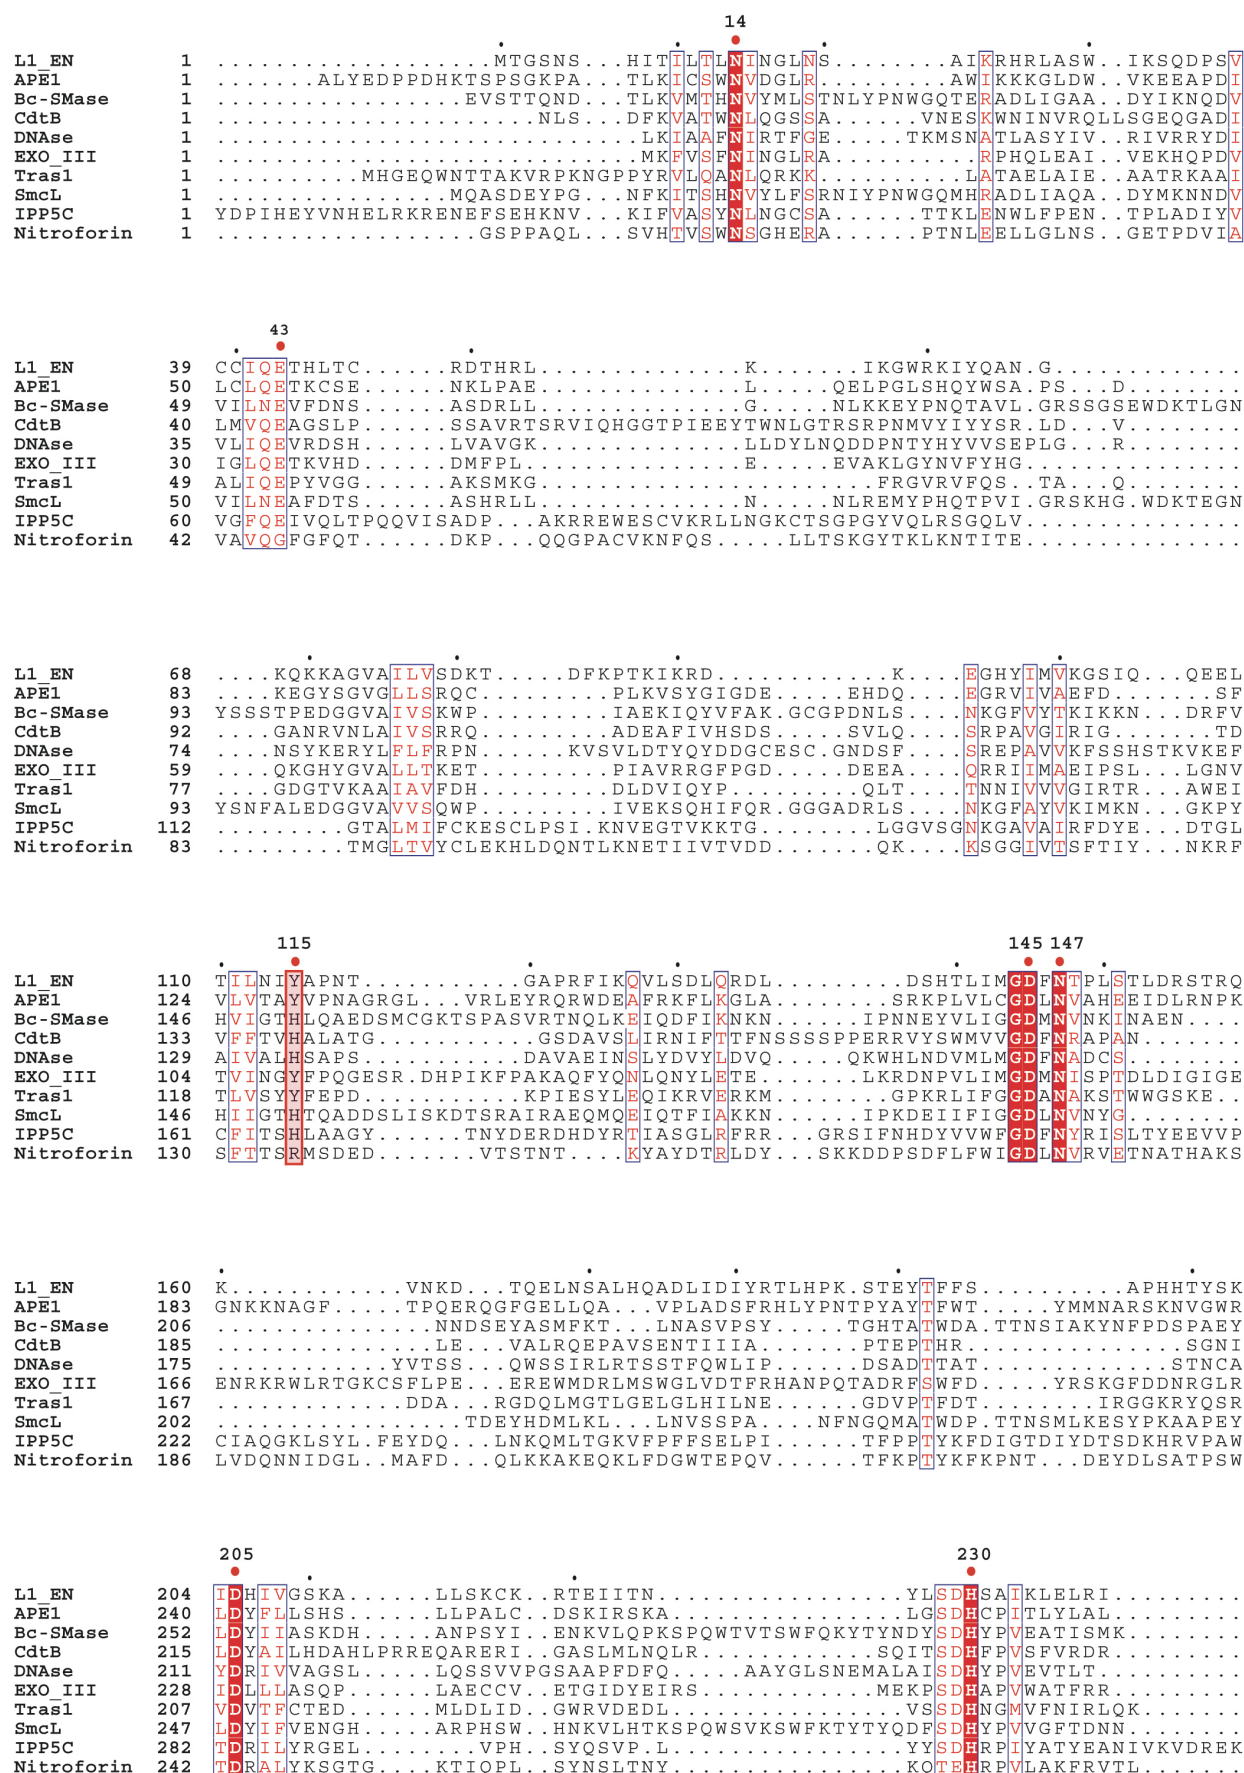 14
L1_EN 1 ...................MTGSNS...HITILTLNINGLNS........AIKRHRLASW..IKSQDPSV
APE1 1 .......ALYEDPPDHKTSPSGKPA...TLKICSWNVDGLR.........AWIKKKGLDW..VKEEAPDI
Bc-SMase 1 .................EVSTTQND...TLKVMTHNVYMLSTNLYPNWGQTERADLIGAA..DYIKNQDV
CdtB 1 ......................NLS...DFKVATWNLQGSSA......VNESKWNINVRQLLSGEQGADI
DNAse 1 .............................LKIAAFNIRTFGE.....TKMSNATLASYIV..RIVRRYDI
EXO_III 1 .............................MKFVSFNINGLRA..........RPHQLEAI..VEKHQPDV
Tras1 1 ..........MHGEQWNTTAKVRPKNGPPYRVLQANLQRKK..........LATAELAIE..AATRKAAI
SmcL 1 ................MQASDEYPG...NFKITSHNVYLFSRNIYPNWGQMHRADLIAQA..DYMKNNDV
IPP5C 1 YDPIHEYVNHELRKRENEFSEHKNV...KIFVASYNLNGCSA......TTKLENWLFPEN..TPLADIYV
Nitroforin 1 ..................GSPPAQL...SVHTVSWNSGHERA......PTNLEELLGLNS..GETPDVIA
43
L1_EN 39 CCIQETHLTC......RDTHRL..............K.......IKGWRKIYQAN.G.............
APE1 50 LCLQETKCSE......NKLPAE..............L.....QELPGLSHQYWSA.PS...D........
Bc-SMase 49 VILNEVFDNS......ASDRLL..............G....NLKKEYPNQTAVL.GRSSGSEWDKTLGN
CdtB 40 LMVQEAGSLP......SSAVRTSRVIQHGGTPIEEYTWNLGTRSRPNMVYIYYSR.LD...V........
DNAse 35 VLIQEVRDSH......LVAVGK..........LLDYLNQDDPNTYHYVVSEPLG...R........
EXO_III 30 IGLQETKVHD......DMFPL...............E.....EVAKLGYNVFYHG...............
Tras1 49 ALIQEPYVGG......AKSMKG.......................FRGVRVFQS..TA...Q........
SmcL 50 VILNEAFDTS......ASHRLL..............N....NLREMYPHQTPVI.GRSKHG.WDKTEGN
IPP5C 60 VGFQEIVQLTPQQVISADP...AKRREWESCVKRLLNGKCTSGPGYVQLRSGQLV...............
Nitroforin 42 VAVQGFGFQT......DKP...QQGPACVKNFQS.....LLTSKGYTKLKNTITE...............
L1_EN 68 ....KQKKAGVAILVSDKT.....DFKPTKIKRD............K....EGHYIMVKGSIQ...QEEL
APE1 83 ....KEGYSGVGLLSRQC.......PLKVSYGIGDE.....EHDQ......EGRVIVAEFD.......SF
Bc-SMase 93 YSSSTPEDGGVAIVSKWP.......IAEKIQYVFAK.GCGPDNLS....NKGFVYTKIKKN...DRFV
CdtB 92 ....GANRVNLAIVSRRQ.......ADEAFIVHSDS.....SVLQ....SRPAVGIRIG.......TD
DNAse 74 ....NSYKERYLFLFRPN.....KVSVLDTYQYDDGCESC.GNDSF....SREPAVVKFSSHSTKVKEF
EXO_III 59 ....QKGHYGVALLTKET.......PIAVRRGFPGD.....DEEA....QRRIIMAEIPSL...LGNV
Tras1 77 ....GDGTVKAAIAVFDH.......DLDVIQYP.........QLT....TNNIVVVGIRTR...AWEI
SmcL 93 YSNFALEDGGVAVVSQWP.......IVEKSQHIFQR.GGGADRLS....NKGFAYVKIMKN...GKPY
IPP5C 112 .........GTALMIFCKESCLPSI.KNVEGTVKKTG........LGGVSGNKGAVAIRFDYE...DTGL
Nitroforin 83 .........TMGLTVYCLEKHLDQNTLKNETIIVTVDD.......QK....KSGGIVTSFTIY...NKRF
115 145 147
L1_EN 110 TILNIYAPNT...........GAPRFIKQVLSDLQRDL.........DSHTLIMGDFNTPLSTLDRSTRQ
APE1 124 VLVTAYVPNAGRGL...VRLEYRQRWDEAFRKFLKGLA.......SRKPLVLCGDLNVAHEEIDLRNPK
Bc-SMase 146 HVIGTHLQAEDSMCGKTSPASVRTNQLKEIQDFIKNKN......IPNNEYVLIGGDMNVNKINAEN....
CdtB 133 VFFTVHALATG..........GSDAVSLIRNIFTTFNSSSSPPERRVYSWMVVGDFNRAPAN........
DNAse 129 AIVALHSAPS...........DAVAEINSLYDVYLDVQ.....QKWHLNDVMLMGDFNADCS........
EXO_III 104 TVINGYFPQGESR.DHPIKFPAKAQFYQNLQNYLETE.......LKRDNPVLIMGDMNISPTDLDIGIGE
Tras1 118 TLVSYYFEPD...........KPIESYLEQIKRVERKM........GPKRLIFGGDANAKSTWWGSKE..
SmcL 146 HIIGTHTQADDSLISKDTSRAIRAEQMQEIQTFIAKKN......IPKDEIIFIGGDLNVNYG........
IPP5C 161 CFITSHLAAGY......TNYDERDHDYRTIASGLRFRR...GRSIFNHDYVVWFGDFNYRISLTYEEVVP
Nitroforin 130 SFTTSRMSDED.......VTSTNT....KYAYDTRLDY...SKKDDPSDFLFWIGDLNVRVETNATHAKS
L1_EN 160 K............VNKD...TQELNSALHQADLIDIYRTLHPK.STEYTFFS..........APHHTYSK
APE1 183 GNKKNAGF.....TPQERQGFGELLQA...VPLADSFRHLYPNTPYAYTFWT.....YMMNARSKNVGWR
Bc-SMase 206 ...............NNDSEYASMFKT...LNASVPSY.....TGHTATWDA.TTNSIAKYNFPDSPAEY
CdtB 185 ...............LE...VALRQEPAVSENTIIIA......PTEPTHR...............SGNI
DNAse 175 ............YVTSS...QWSSIRLRTSSTFQWLIP......DSADTTAT..............STNCA
EXO_III 166 ENRKRWLRTGKCSFLPE...EREWMDRLMSWGLVDTFRHANPQTADRFSWFD.....YRSKGFDDNRGLR
Tras1 167 .............DDA...RGDQLMGTLGELGLHILNE......GDVPTFDT........IRGGKRYQSR
SmcL 202 .................TDEYHDMLKL...LNVSSPA....NFNGQMATWDP.TTNSMLKESYPKAAPEY
IPP5C 222 CIAQGKLSYL.FEYDQ...LNKQMLTGKVFPFFSELPI......TFPPTYKFDIGTDIYDTSDKHRVPAW
Nitroforin 186 LVDQNNIDGL..MAFD...QLKKAKEQKLFDGWTEPQV......TFKPTYKFKPNT...DEYDLSATPSW
205 230
L1_EN 204 IDHIVGSKA......LLSKCK..RTEIITN.................YLSDHSAIKLELRI.........
APE1 240 LDYFLLSHS......LLPALC..DSKIRSKA................LGSDHCPITLYLAL.........
Bc-SMase 252 LDYIIASKDH.....ANPSYI..ENKVLQPKSPQWTVTSWFQKYTYNDYSDHYPVEATISMK........
CdtB 215 LDYAILHDAHLPRREQARERI..GASLMLNQLR..............SQITSDHFPVSFVRDR.........
DNAse 211 YDRIVVAGSL.....LQSSVVPGSAAPFDFQ.....AAYGLSNEMALAISDHYPVEVTLT..........
EXO_III 228 IDLLLASQP......LAECCV..ETGIDYEIRS............MEKPSDHAPVWATFRR.........
Tras1 207 VDVTFCTED......MLDLID..GWRVDEDL................VSSDHNGMVFNIRLQK.......
SmcL 247 LDYIFVENGH.....ARPHSW..HNKVLHTKSPQWSVKSWFKTYTYQDFSDHYPVVGFTDNN........
IPP5C 282 TDRILYRGEL........VPH..SYQSVP.L................YYSDHRPIYATYEANIVKVDREK
Nitroforin 242 TDRALYKSGTG....KTIQPL..SYNSLTNY................KQTEHRPVLAKFRVTL.......